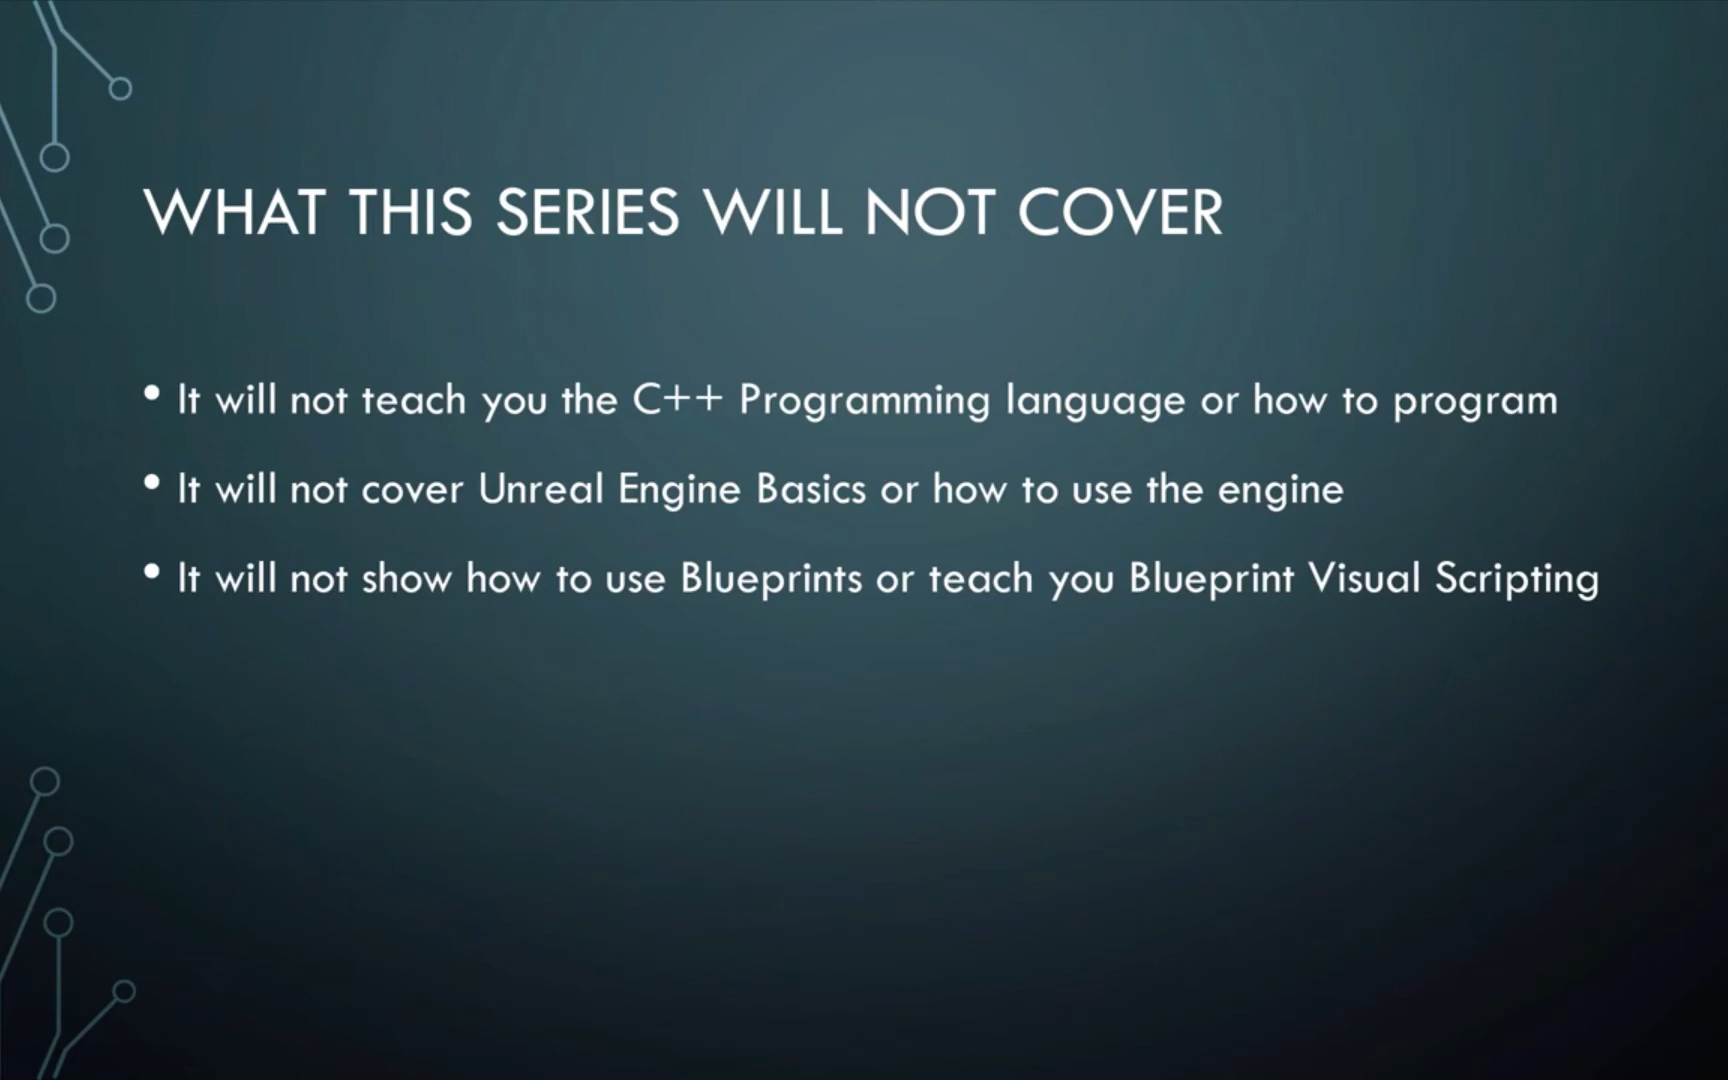 WHAT THIS SERIES WILL NOT COVER
• It will not teach you the C++ Programming language or how to program
• It will not cover Unreal Engine Basics or how to use the engine
• It will not show how to use Blueprints or teach you Blueprint Visual Scripting